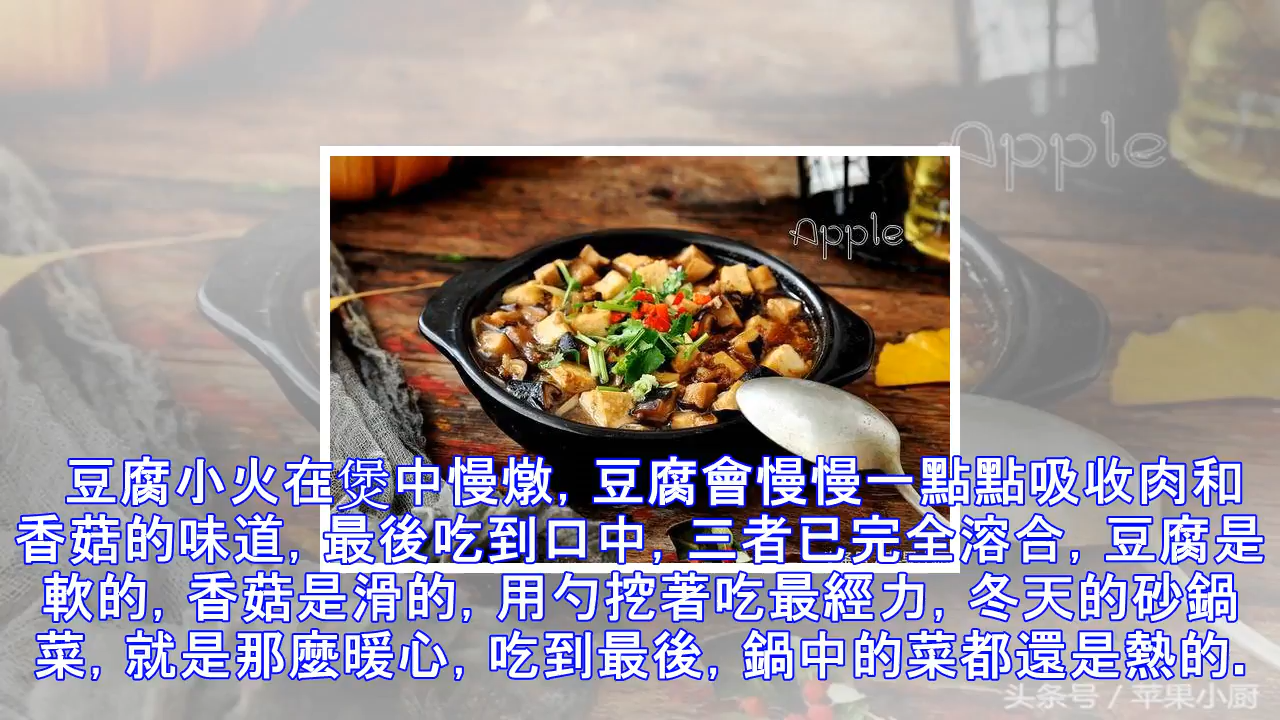 Apple
Apple
豆腐小火在煲中慢燉, 豆腐會慢慢一點點吸收肉和
香菇的味道, 最後吃到口中, 三者已完全溶合, 豆腐是
軟的, 香菇是滑的, 用勺挖著吃最經力, 冬天的砂鍋
菜, 就是那麼暖心, 吃到最後, 鍋中的菜都還是熱的.
头条号 / 苹果小厨